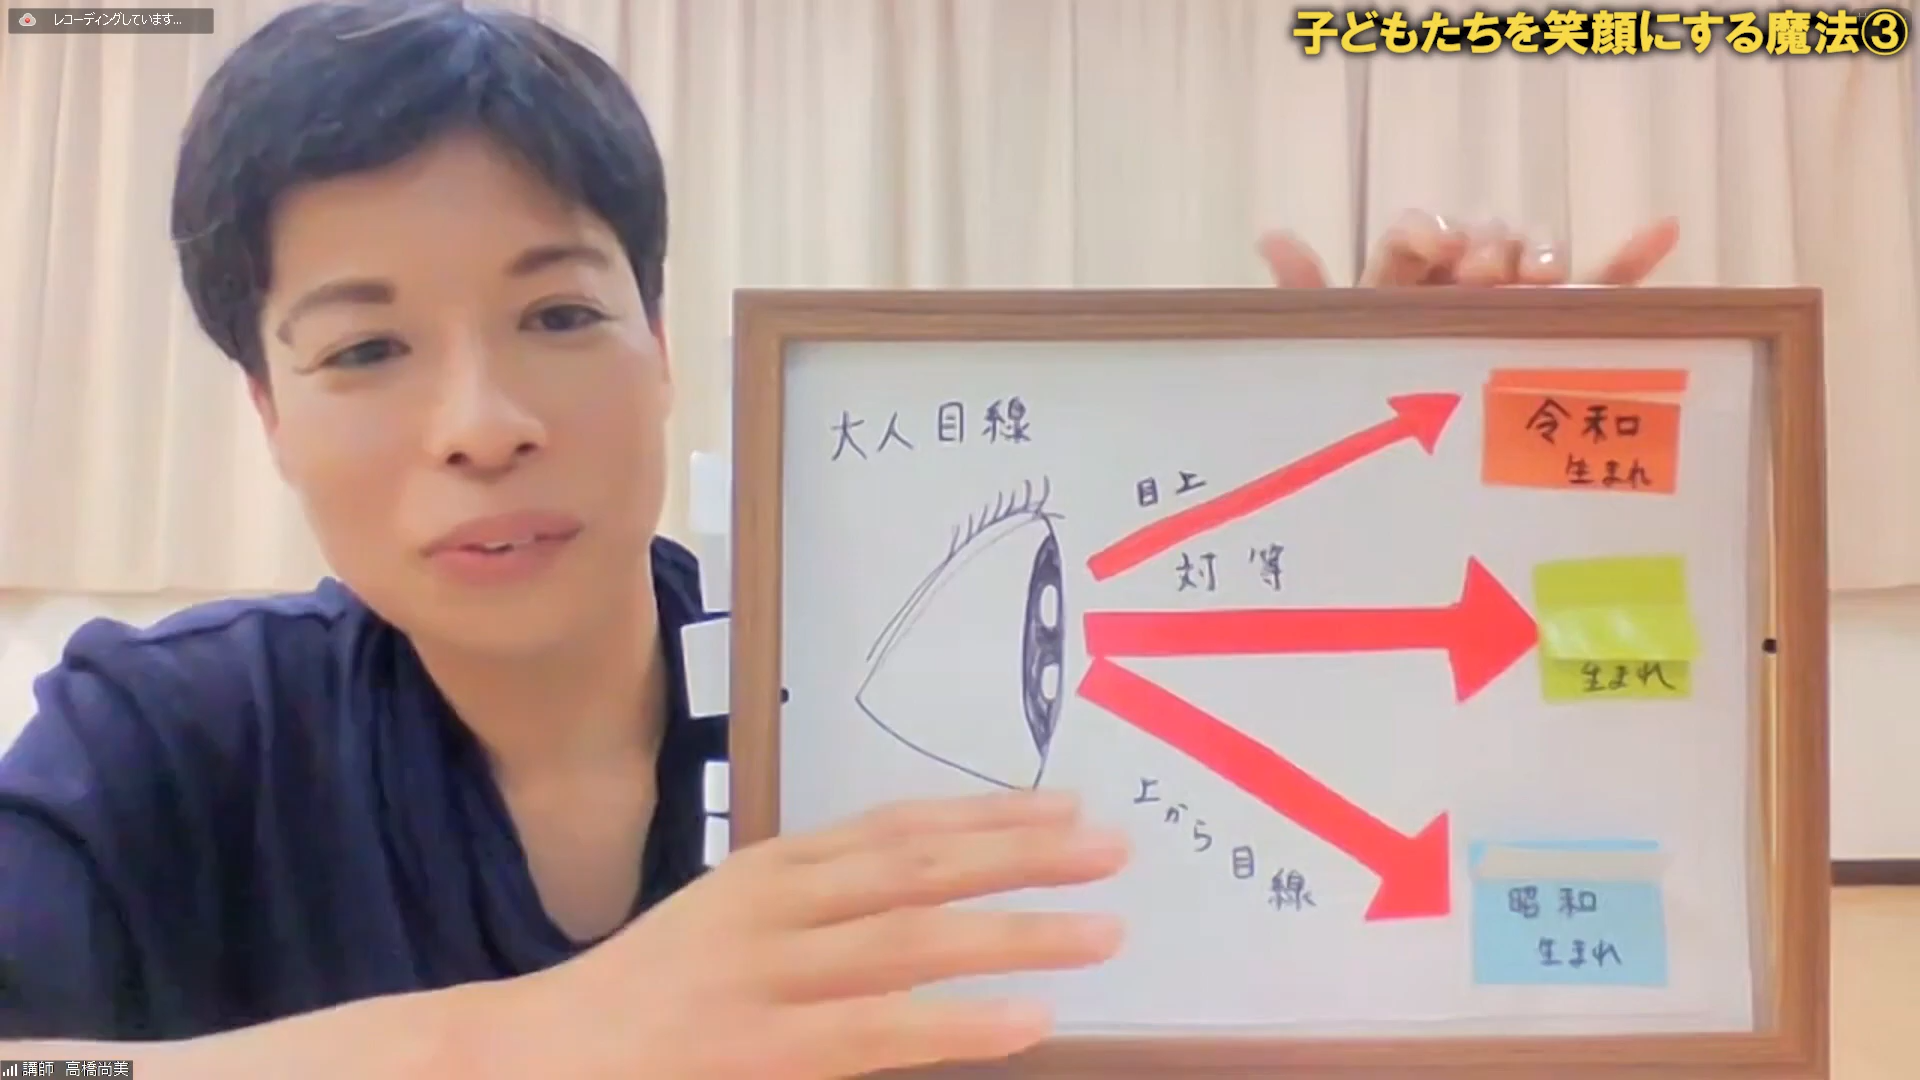 レコーディングしています...
子どもたちを笑顔にする魔法③
大人目線
目上
令和
生まれ
対等
生まれ
上から目線
昭和
生まれ
講師 高橋尚美